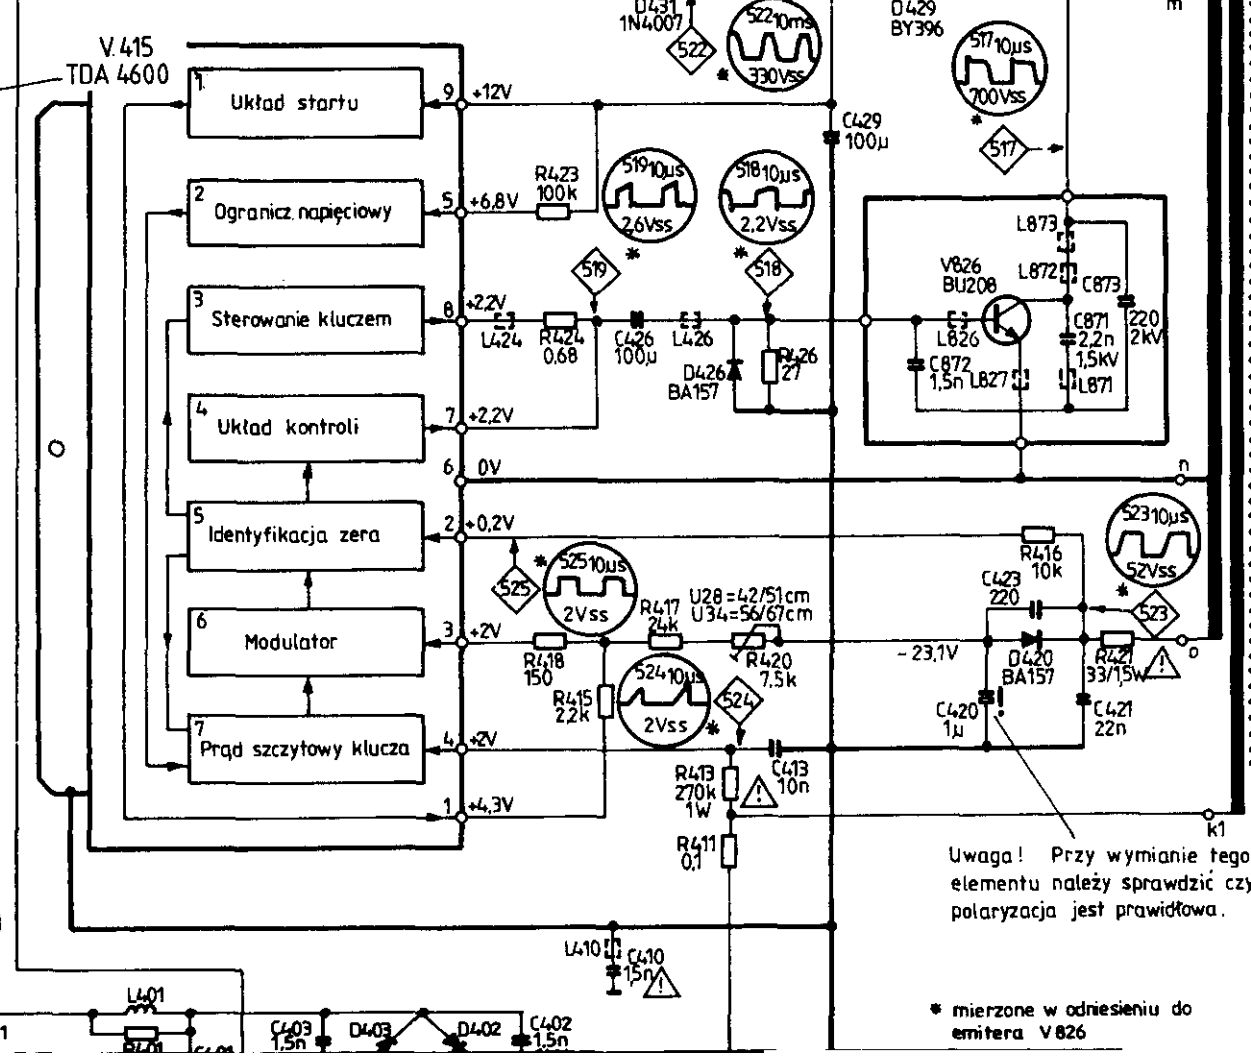 D431
1N4007
522
522 10ms
330Vss
*
D429
BY396
517 10µs
700Vss
*
517
m
V.415
TDA 4600
1
Układ startu
9 +12V
C429
100µ
2
Ogranicz. napięciowy
5 +6,8V
R423
100k
519 10µs
2,6Vss
*
519
518 10µs
2,2Vss
*
518
3
Sterowanie kluczem
8 +2,2V
L424
R424
0,68
C426
100µ
L426
D426
BA157
R426
27
V826
BU208
L873
L872
C873
220
2kV
C871
2,2n
1,5kV
L871
L826
C872
1,5n
L827
4
Układ kontroli
7 +2,2V
6 0V
n
5
Identyfikacja zera
2 +0,2V
525
*
525 10µs
2Vss
R416
10k
523 10µs
52Vss
*
523
C423
220
U28=42/51cm
U34=56/67cm
6
Modulator
3 +2V
R418
150
R417
24k
R420
7,5k
-23,1V
D420
BA157
R421
33/1,5W
!
o
R415
2,2k
524 10µs
2Vss
*
524
C420
1µ
!
C421
22n
7
Prąd szczytowy klucza
4 +2V
R413
270k
1W
!
C413
10n
1 +4,3V
k1
R411
0,1
Uwaga! Przy wymianie tego
elementu należy sprawdzić czy
polaryzacja jest prawidłowa.
L410
C410
1,5n
!
L401
R401
C401
C403
1,5n
D403
D402
C402
1,5n
* mierzone w odniesieniu do
emitera V826
1